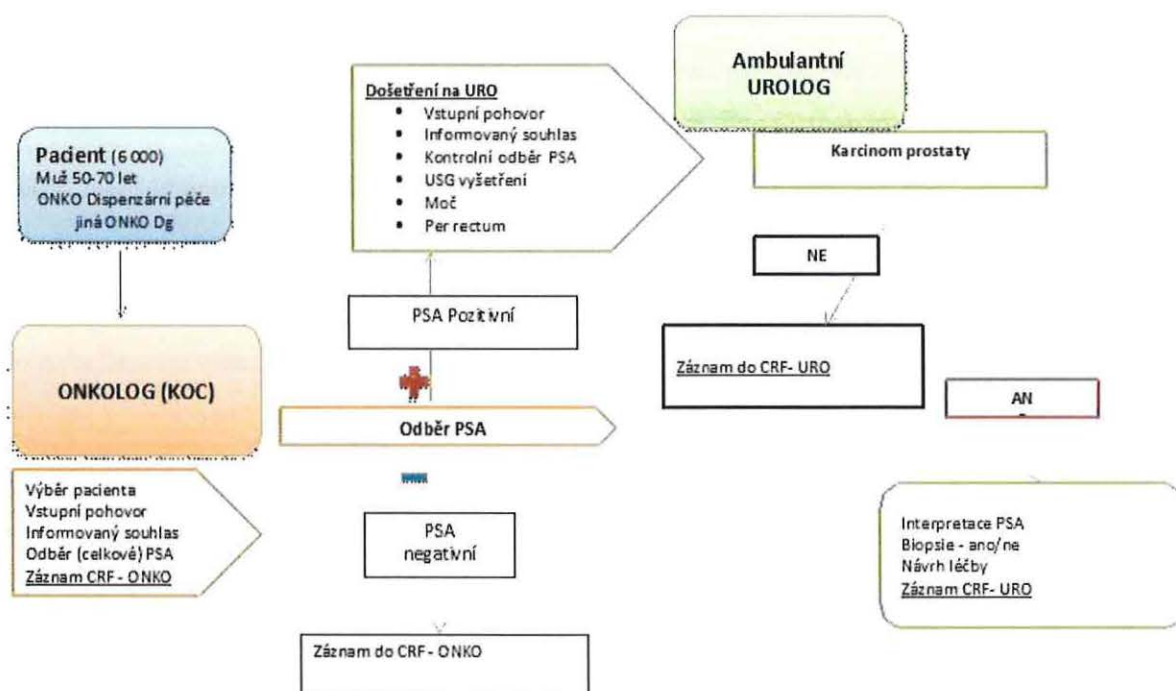 Pacient (6 000)
Muž 50-70 let
ONKO Dispenzární péče
jiná ONKO Dg
ONKOLOG (KOC)
Výběr pacienta
Vstupní pohovor
Informovaný souhlas
Odběr (celkové) PSA
Záznam CRF - ONKO
Došetření na URO
• Vstupní pohovor
• Informovaný souhlas
• Kontrolní odběr PSA
• USG vyšetření
• Moč
• Per rectum
PSA Pozitivní
Odběr PSA
PSA
negativní
Záznam do CRF - ONKO
Ambulantní
UROLOG
Karcinom prostaty
NE
Záznam do CRF- URO
AN
Interpretace PSA
Biopsie - ano/ne
Návrh léčby
Záznam CRF- URO